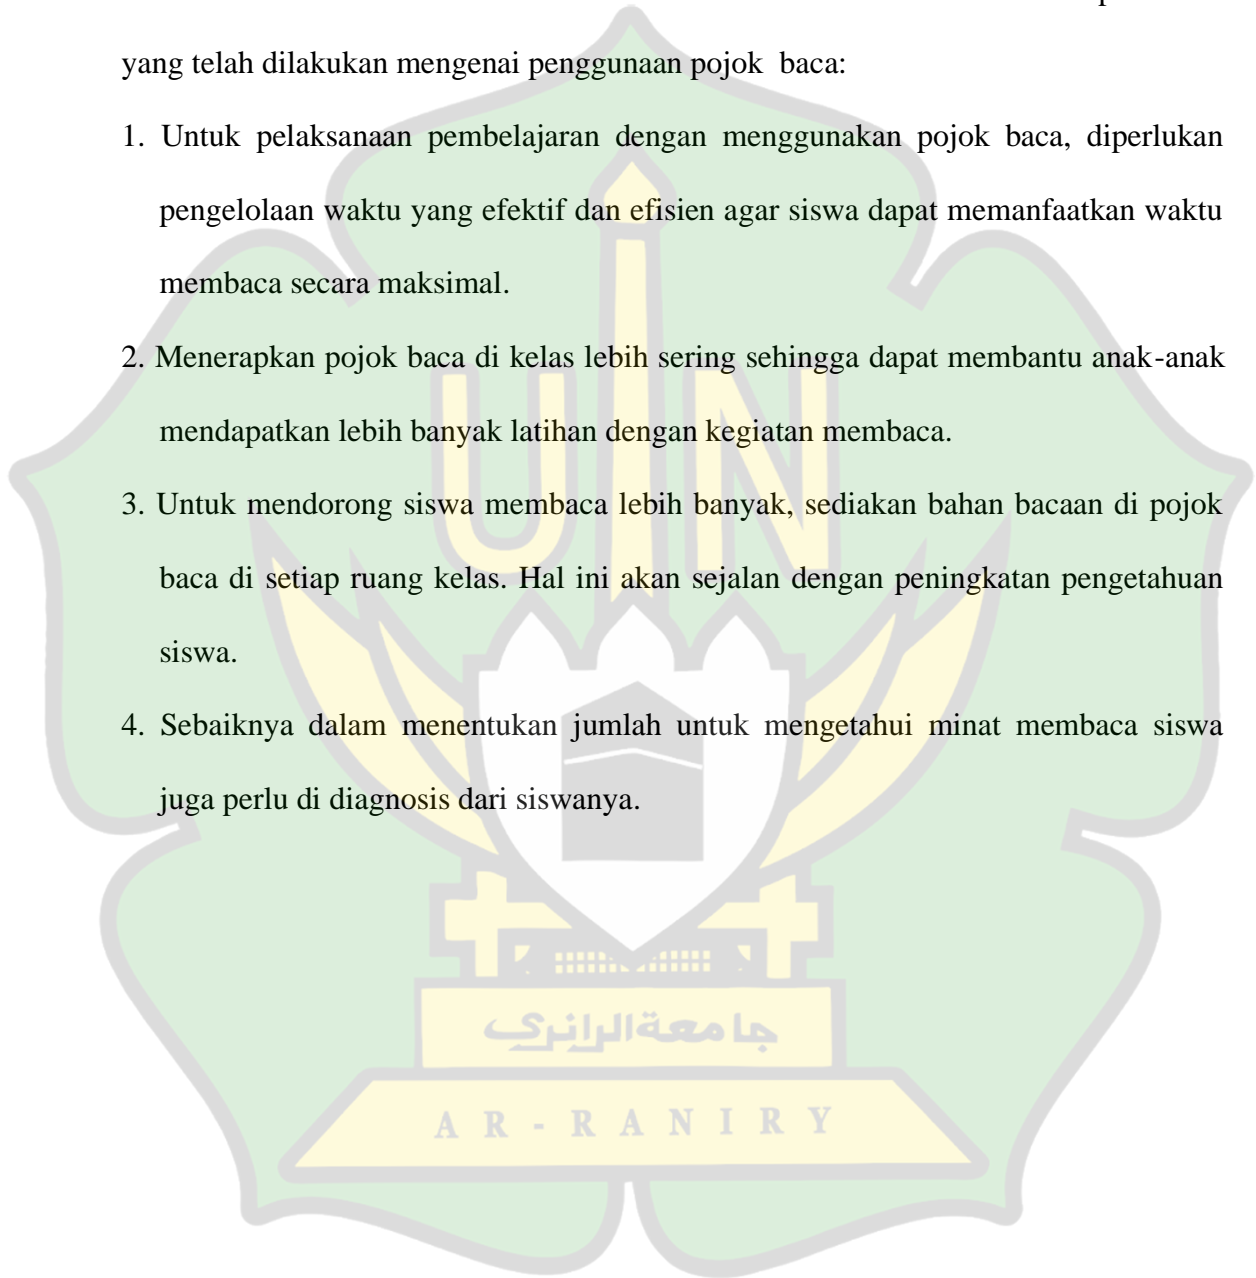 yang telah dilakukan mengenai penggunaan pojok baca:
1. Untuk pelaksanaan pembelajaran dengan menggunakan pojok baca, diperlukan
pengelolaan waktu yang efektif dan efisien agar siswa dapat memanfaatkan waktu
membaca secara maksimal.
2. Menerapkan pojok baca di kelas lebih sering sehingga dapat membantu anak-anak
mendapatkan lebih banyak latihan dengan kegiatan membaca.
3. Untuk mendorong siswa membaca lebih banyak, sediakan bahan bacaan di pojok
baca di setiap ruang kelas. Hal ini akan sejalan dengan peningkatan pengetahuan
siswa.
4. Sebaiknya dalam menentukan jumlah untuk mengetahui minat membaca siswa
juga perlu di diagnosis dari siswanya.
UIN
جامعةالرانري
AR-RANIRY